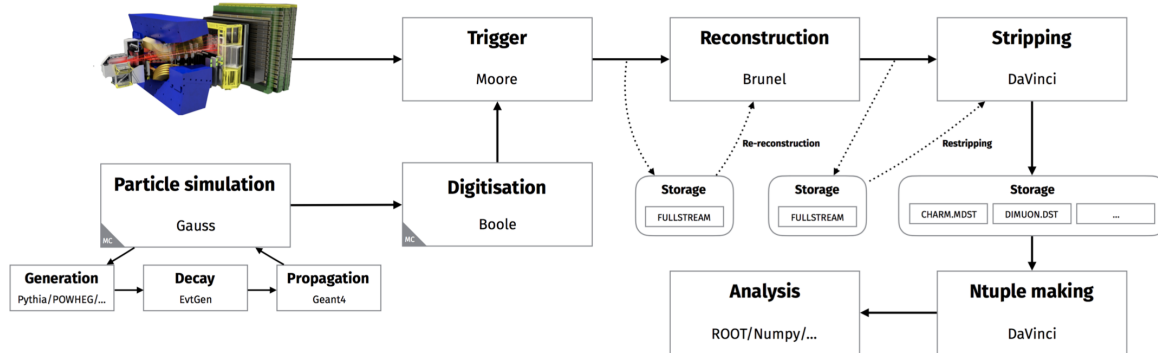 Trigger
Moore
Reconstruction
Brunel
Stripping
DaVinci
Re-reconstruction
Restripping
Particle simulation
Gauss
MC
Digitisation
Boole
MC
Storage
FULLSTREAM
Storage
FULLSTREAM
Storage
CHARM.MDST
DIMUON.DST
...
Generation
Pythia/POWHEG/...
Decay
EvtGen
Propagation
Geant4
Analysis
ROOT/Numpy/...
Ntuple making
DaVinci